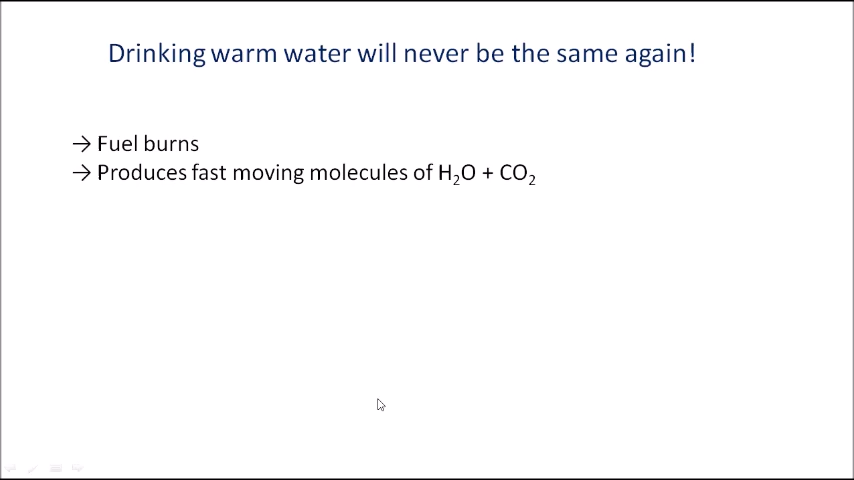 Drinking warm water will never be the same again!
→ Fuel burns
→ Produces fast moving molecules of H₂O + CO₂